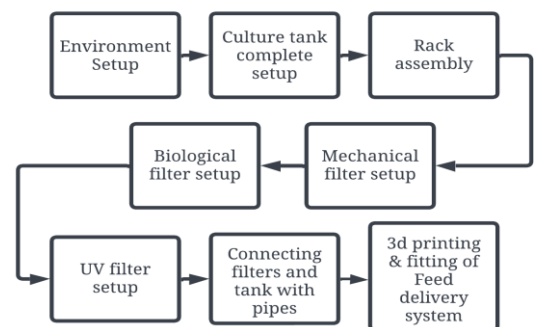 Environment
Setup
Culture tank
complete
setup
Rack
assembly
Mechanical
filter setup
Biological
filter setup
UV filter
setup
Connecting
filters and
tank with
pipes
3d printing
& fitting of
Feed
delivery
system